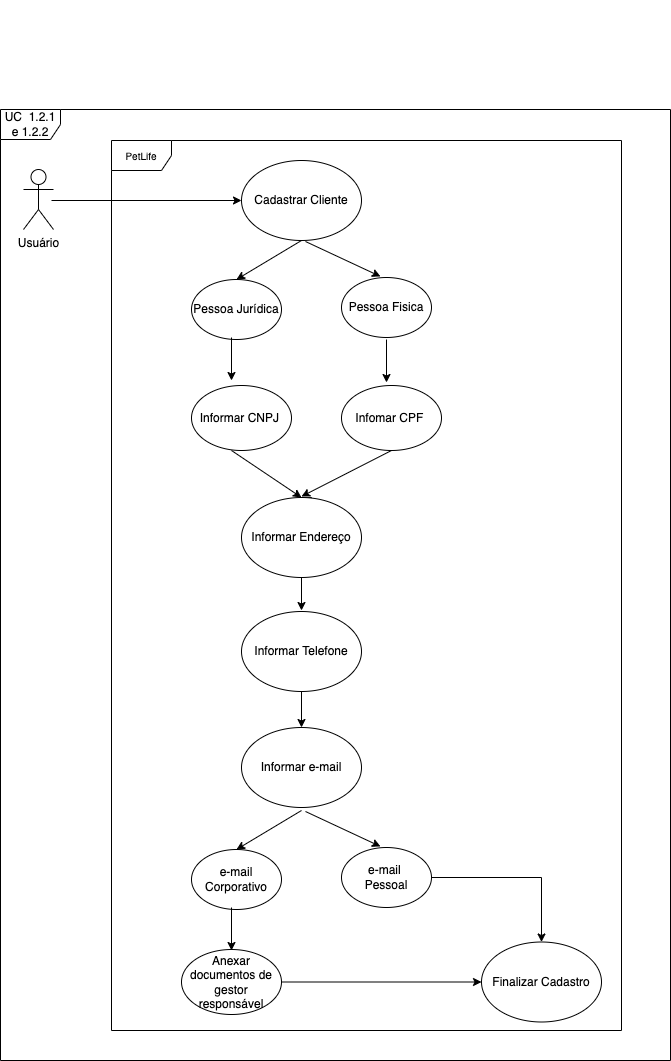 UC 1.2.1
e 1.2.2
PetLife
Usuário
Cadastrar Cliente
Pessoa Jurídica
Pessoa Fisica
Informar CNPJ
Infomar CPF
Informar Endereço
Informar Telefone
Informar e-mail
e-mail
Corporativo
e-mail
Pessoal
Anexar
documentos de
gestor
responsável
Finalizar Cadastro